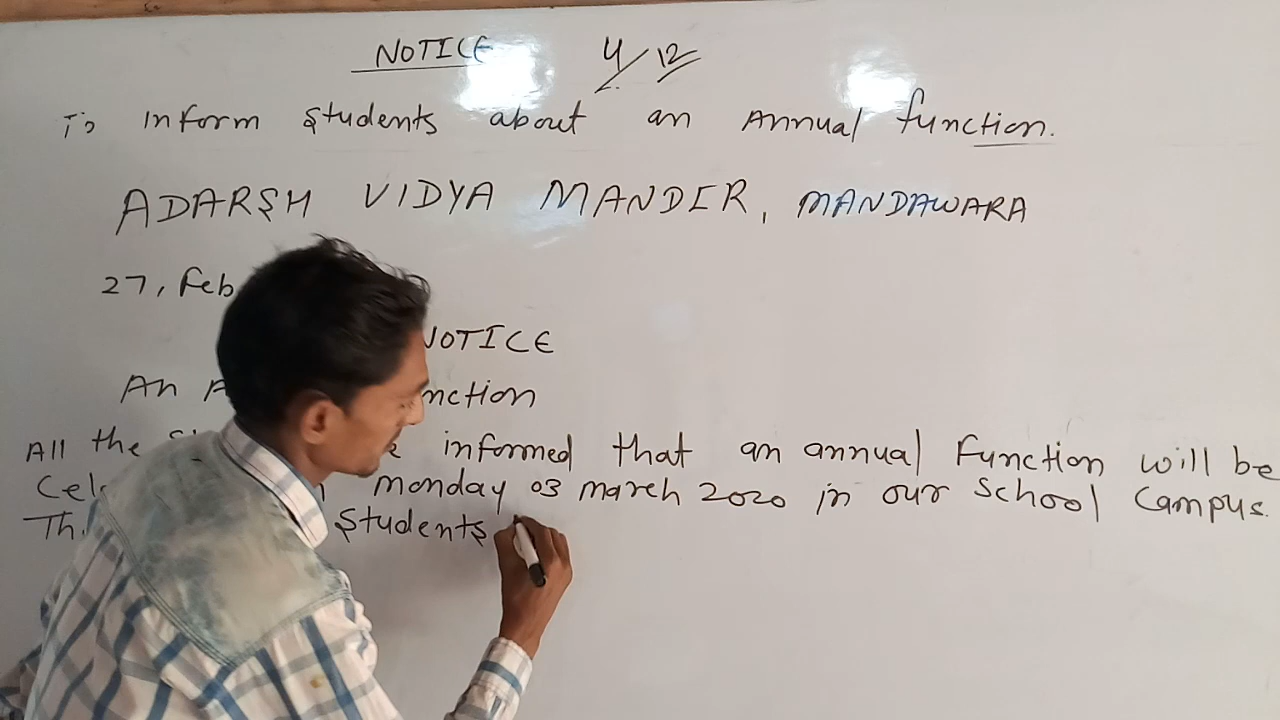 NOTICE 4/12
To inform students about an Annual function.
ADARSH VIDYA MANDIR, MANDAWARA
27, Feb
NOTICE
An nction
All the informed that an annual Function will be
Cel monday 03 march 2020 in our School Campus.
Th students